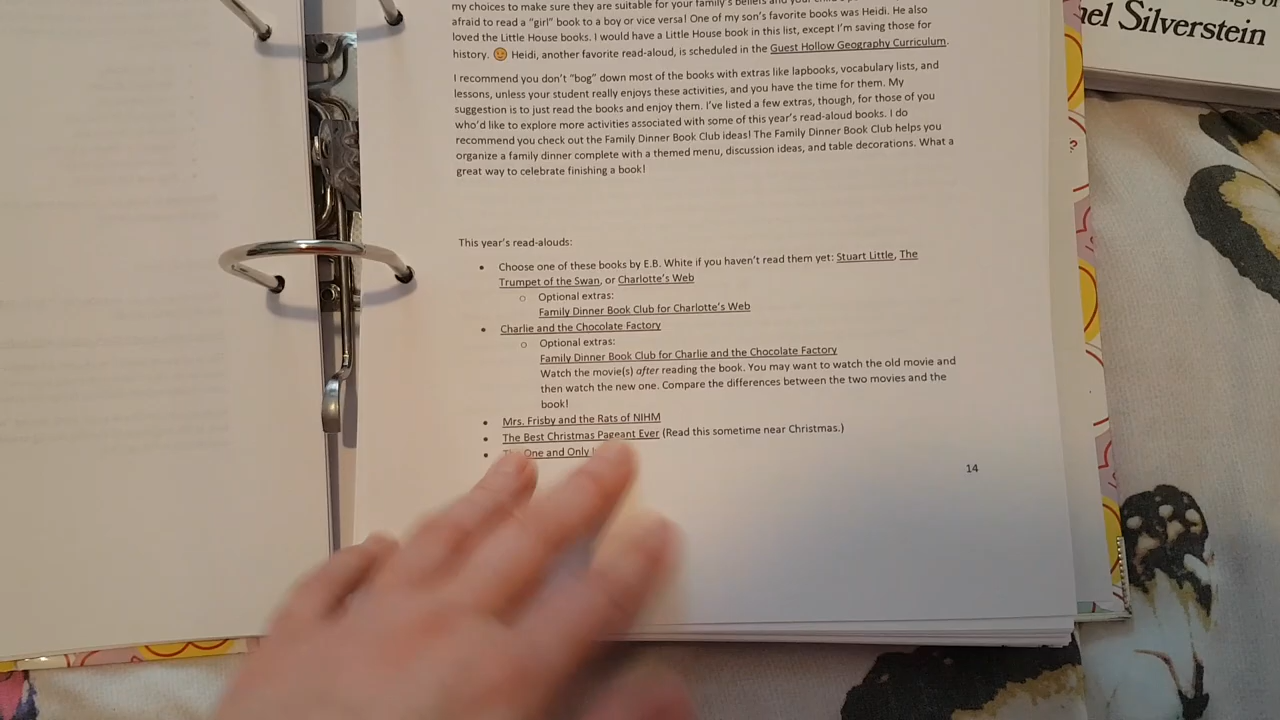 my choices to make sure they are suitable for your family's beliefs and your child's
afraid to read a "girl" book to a boy or vice versa! One of my son's favorite books was Heidi. He also
loved the Little House books. I would have a Little House book in this list, except I'm saving those for
history. 😉 Heidi, another favorite read-aloud, is scheduled in the Guest Hollow Geography Curriculum.
I recommend you don't "bog" down most of the books with extras like lapbooks, vocabulary lists, and
lessons, unless your student really enjoys these activities, and you have the time for them. My
suggestion is to just read the books and enjoy them. I've listed a few extras, though, for those of you
who'd like to explore more activities associated with some of this year's read-aloud books. I do
recommend you check out the Family Dinner Book Club ideas! The Family Dinner Book Club helps you
organize a family dinner complete with a themed menu, discussion ideas, and table decorations. What a
great way to celebrate finishing a book!
This year's read-alouds:
• Choose one of these books by E.B. White if you haven't read them yet: Stuart Little, The
Trumpet of the Swan, or Charlotte's Web
○ Optional extras:
Family Dinner Book Club for Charlotte's Web
• Charlie and the Chocolate Factory
○ Optional extras:
Family Dinner Book Club for Charlie and the Chocolate Factory
Watch the movie(s) after reading the book. You may want to watch the old movie and
then watch the new one. Compare the differences between the two movies and the
book!
• Mrs. Frisby and the Rats of NIHM
• The Best Christmas Pageant Ever (Read this sometime near Christmas.)
• The One and Only
14
Silverstein